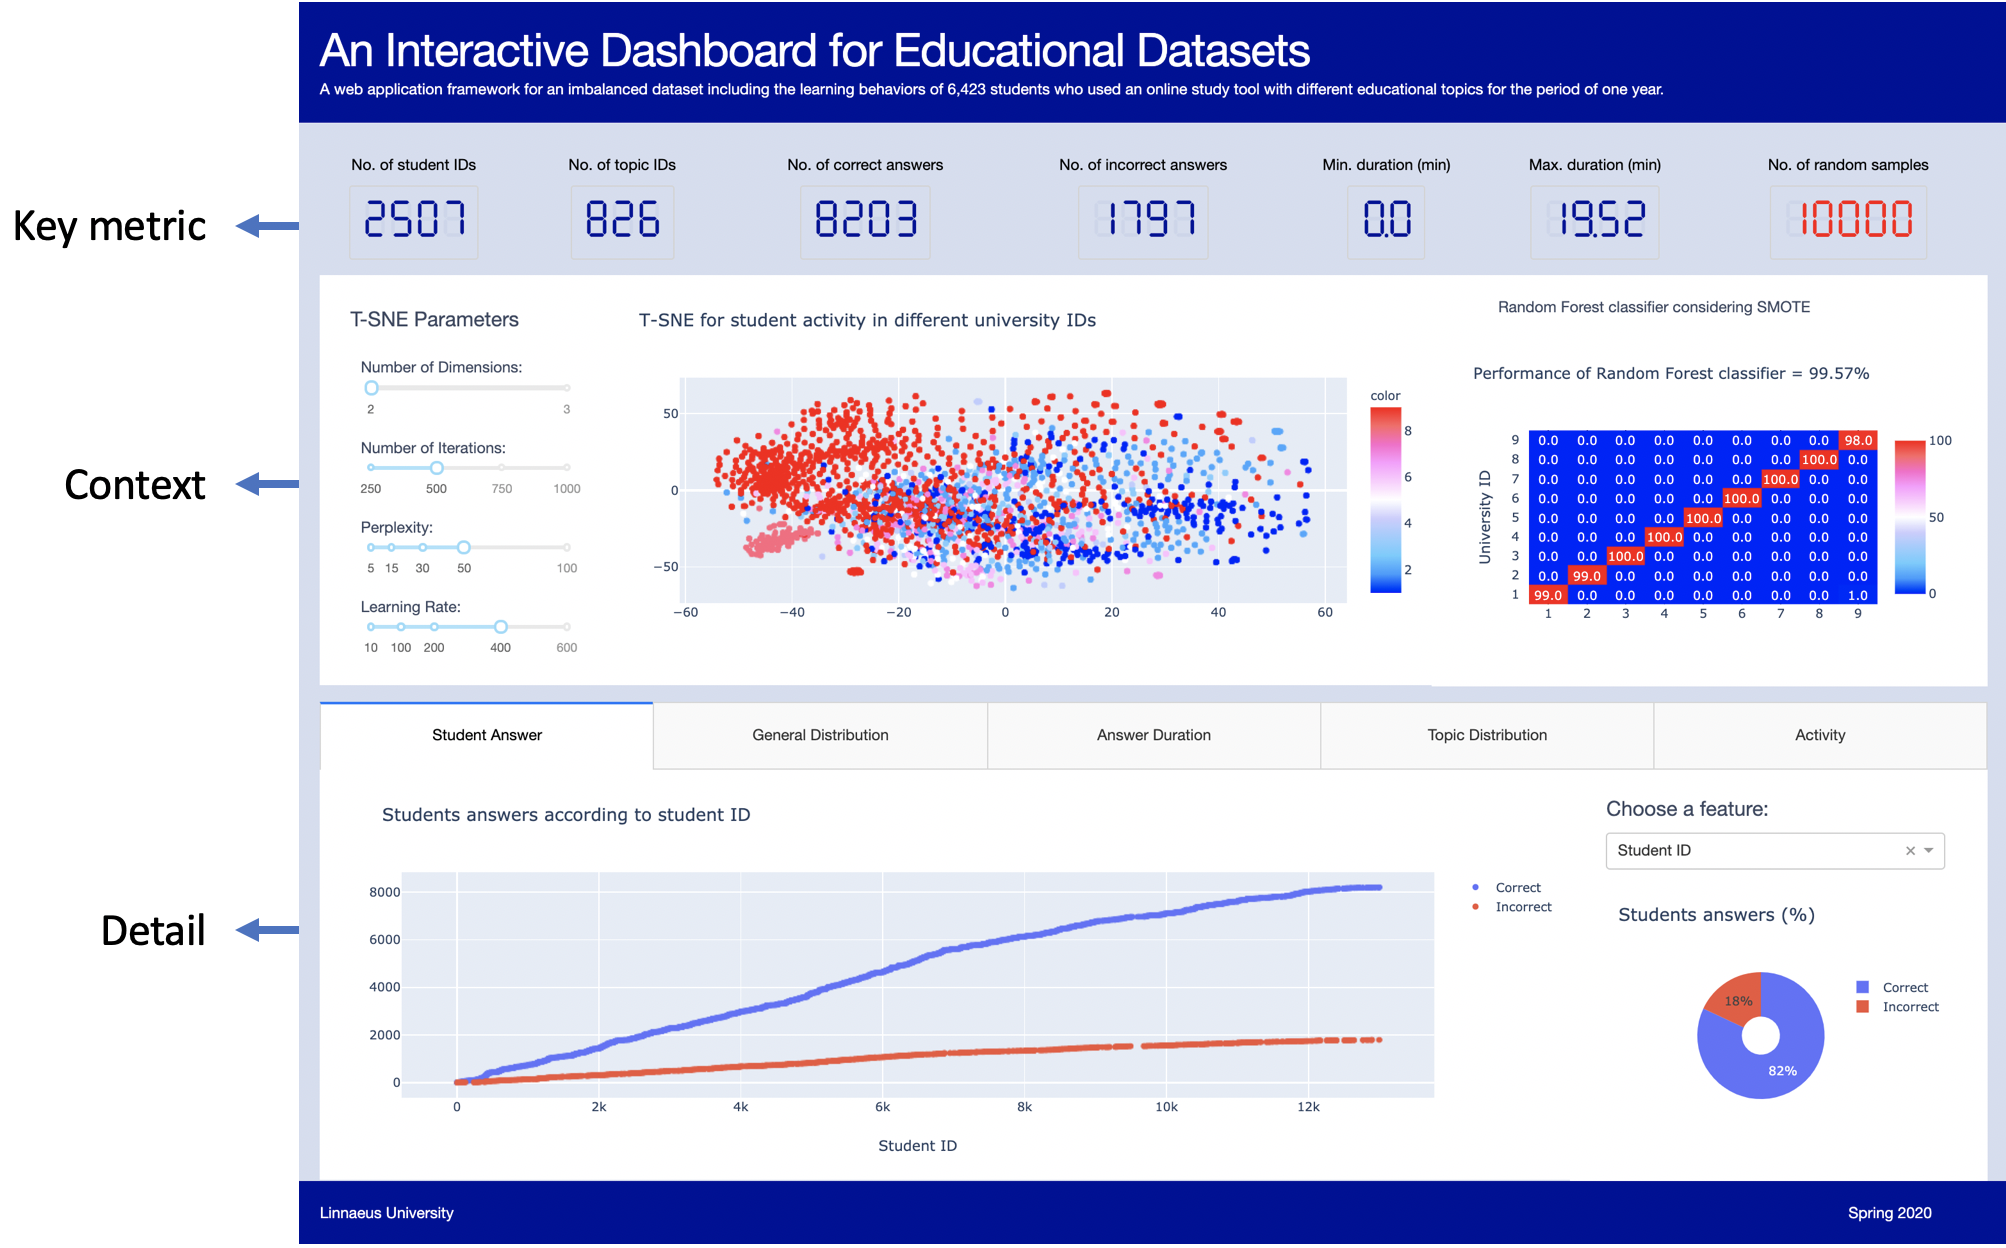 An Interactive Dashboard for Educational Datasets
A web application framework for an imbalanced dataset including the learning behaviors of 6,423 students who used an online study tool with different educational topics for the period of one year.
Key metric
No. of student IDs
2507
No. of topic IDs
826
No. of correct answers
8203
No. of incorrect answers
1797
Min. duration (min)
0.0
Max. duration (min)
19.52
No. of random samples
10000
Context
T-SNE Parameters
Number of Dimensions:
2 3
Number of Iterations:
250 500 750 1000
Perplexity:
5 15 30 50 100
Learning Rate:
10 100 200 400 600
T-SNE for student activity in different university IDs
50
0
−50
−60 −40 −20 0 20 40 60
color
8
6
4
2
Random Forest classifier considering SMOTE
Performance of Random Forest classifier = 99.57%
University ID
9 0.0 0.0 0.0 0.0 0.0 0.0 0.0 0.0 98.0
8 0.0 0.0 0.0 0.0 0.0 0.0 0.0 100.0 0.0
7 0.0 0.0 0.0 0.0 0.0 0.0 100.0 0.0 0.0
6 0.0 0.0 0.0 0.0 0.0 100.0 0.0 0.0 0.0
5 0.0 0.0 0.0 0.0 100.0 0.0 0.0 0.0 0.0
4 0.0 0.0 0.0 100.0 0.0 0.0 0.0 0.0 0.0
3 0.0 0.0 100.0 0.0 0.0 0.0 0.0 0.0 0.0
2 0.0 99.0 0.0 0.0 0.0 0.0 0.0 0.0 0.0
1 99.0 0.0 0.0 0.0 0.0 0.0 0.0 0.0 1.0
1 2 3 4 5 6 7 8 9
100
50
0
Detail
Student Answer
General Distribution
Answer Duration
Topic Distribution
Activity
Students answers according to student ID
8000
6000
4000
2000
0
0 2k 4k 6k 8k 10k 12k
Student ID
Correct
Incorrect
Choose a feature:
Student ID
Students answers (%)
18%
82%
Correct
Incorrect
Linnaeus University
Spring 2020